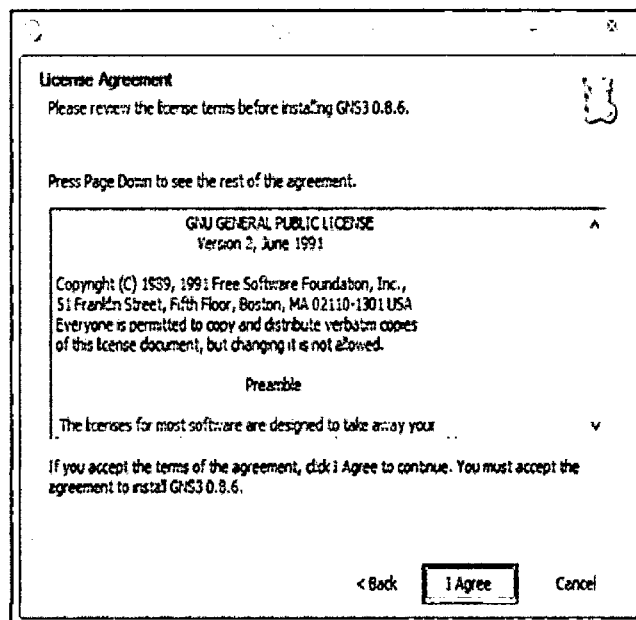 License Agreement
Please review the license terms before installing GNS3 0.8.6.
Press Page Down to see the rest of the agreement.
GNU GENERAL PUBLIC LICENSE
Version 2, June 1991
Copyright (C) 1989, 1991 Free Software Foundation, Inc.,
51 Franklin Street, Fifth Floor, Boston, MA 02110-1301 USA
Everyone is permitted to copy and distribute verbatim copies
of this license document, but changing it is not allowed.
Preamble
The licenses for most software are designed to take away your
If you accept the terms of the agreement, click I Agree to continue. You must accept the
agreement to install GNS3 0.8.6.
< Back
I Agree
Cancel